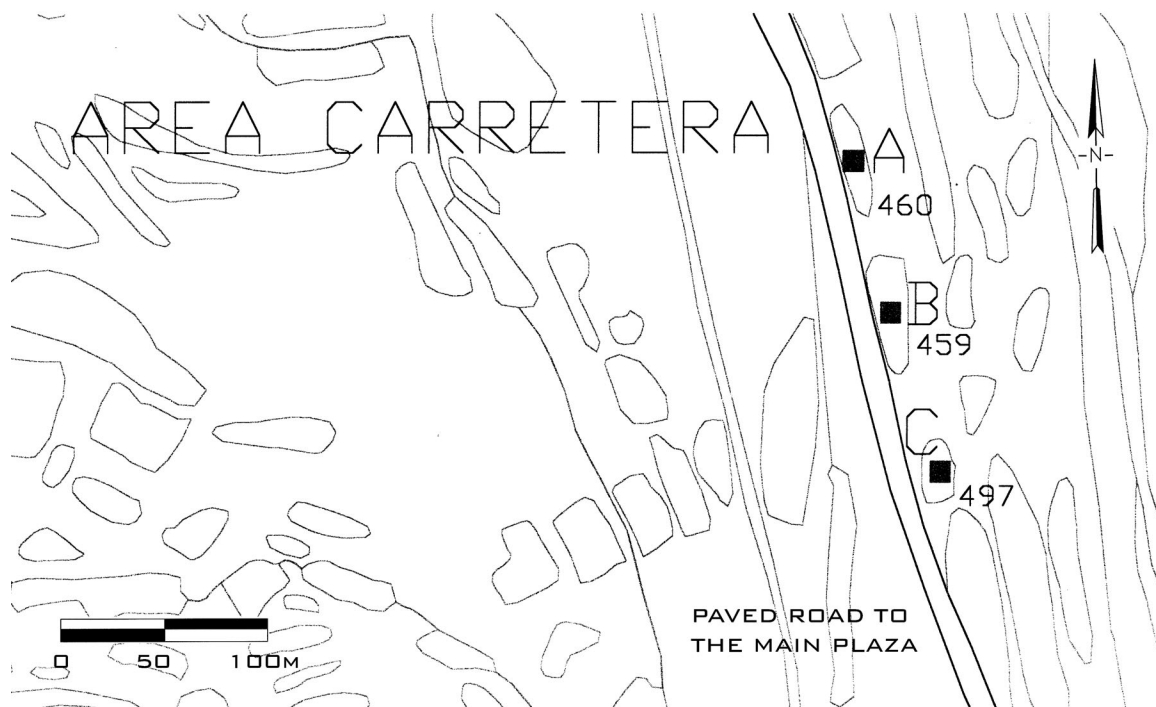 AREA CARRETERA
A
460
-N-
B
459
C
497
PAVED ROAD TO
THE MAIN PLAZA
0 50 100M